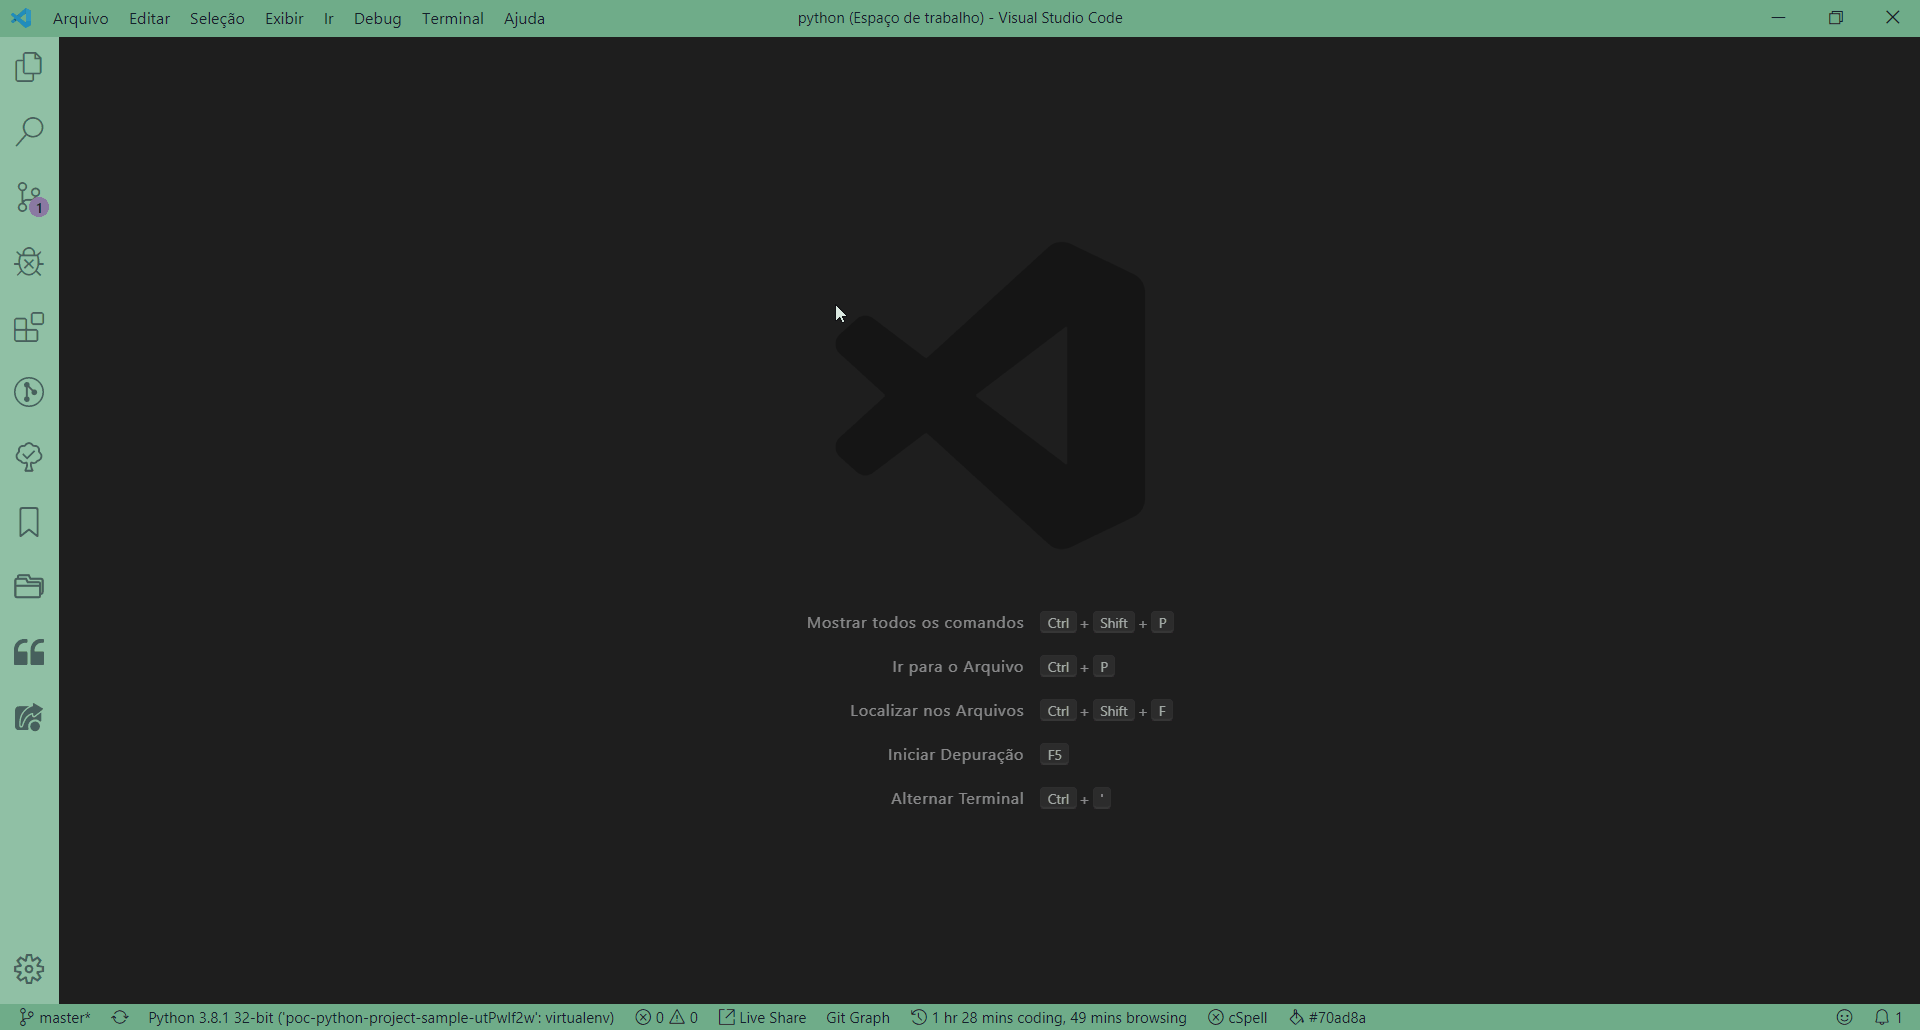 Arquivo Editar Seleção Exibir Ir Debug Terminal Ajuda python (Espaço de trabalho) - Visual Studio Code
1
Mostrar todos os comandos Ctrl + Shift + P
Ir para o Arquivo Ctrl + P
Localizar nos Arquivos Ctrl + Shift + F
Iniciar Depuração F5
Alternar Terminal Ctrl + '
master* Python 3.8.1 32-bit ('poc-python-project-sample-utPwlf2w': virtualenv) 0 0 Live Share Git Graph 1 hr 28 mins coding, 49 mins browsing cSpell #70ad8a 1